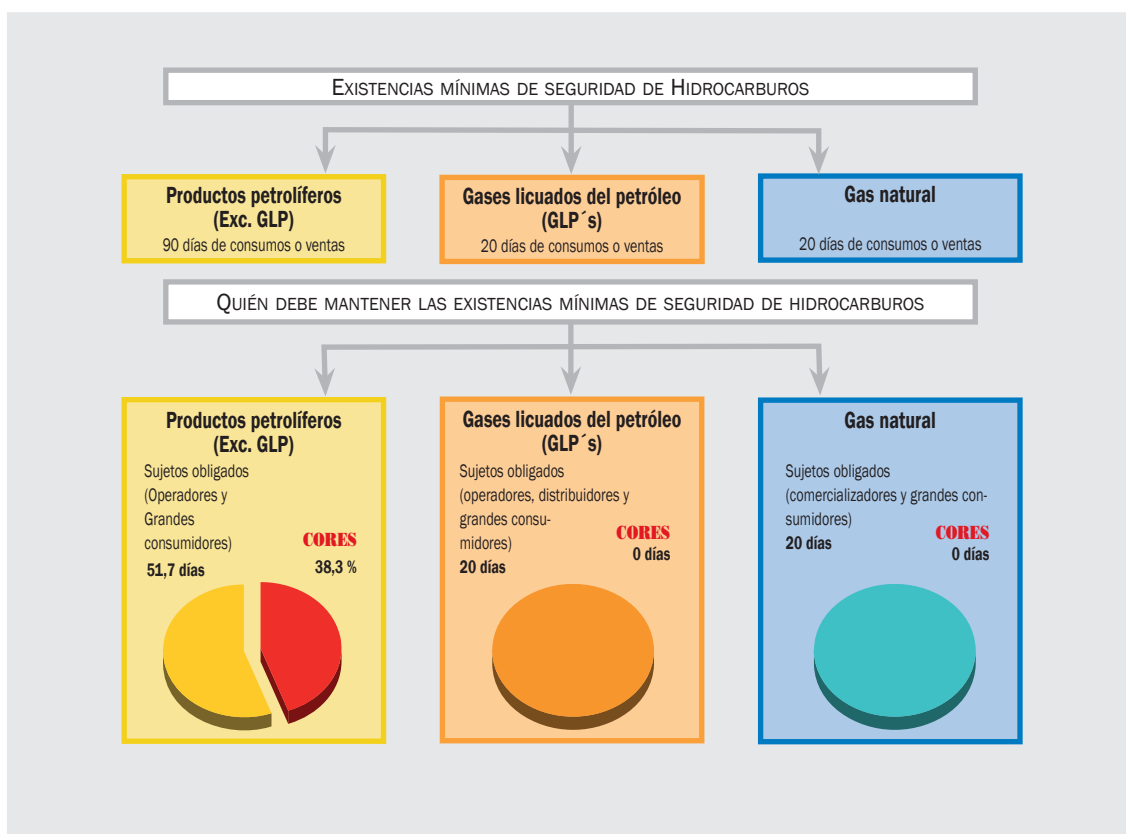 EXISTENCIAS MÍNIMAS DE SEGURIDAD DE HIDROCARBUROS
Productos petrolíferos
(Exc. GLP)
90 días de consumos o ventas
Gases licuados del petróleo
(GLP´s)
20 días de consumos o ventas
Gas natural
20 días de consumos o ventas
QUIÉN DEBE MANTENER LAS EXISTENCIAS MÍNIMAS DE SEGURIDAD DE HIDROCARBUROS
Productos petrolíferos
(Exc. GLP)
Sujetos obligados
(Operadores y
Grandes
consumidores)
51,7 días
CORES
38,3 %
Gases licuados del petróleo
(GLP´s)
Sujetos obligados
(operadores, distribuidores y
grandes consu-
midores)
20 días
CORES
0 días
Gas natural
Sujetos obligados
(comercializadores y grandes con-
sumidores)
20 días
CORES
0 días